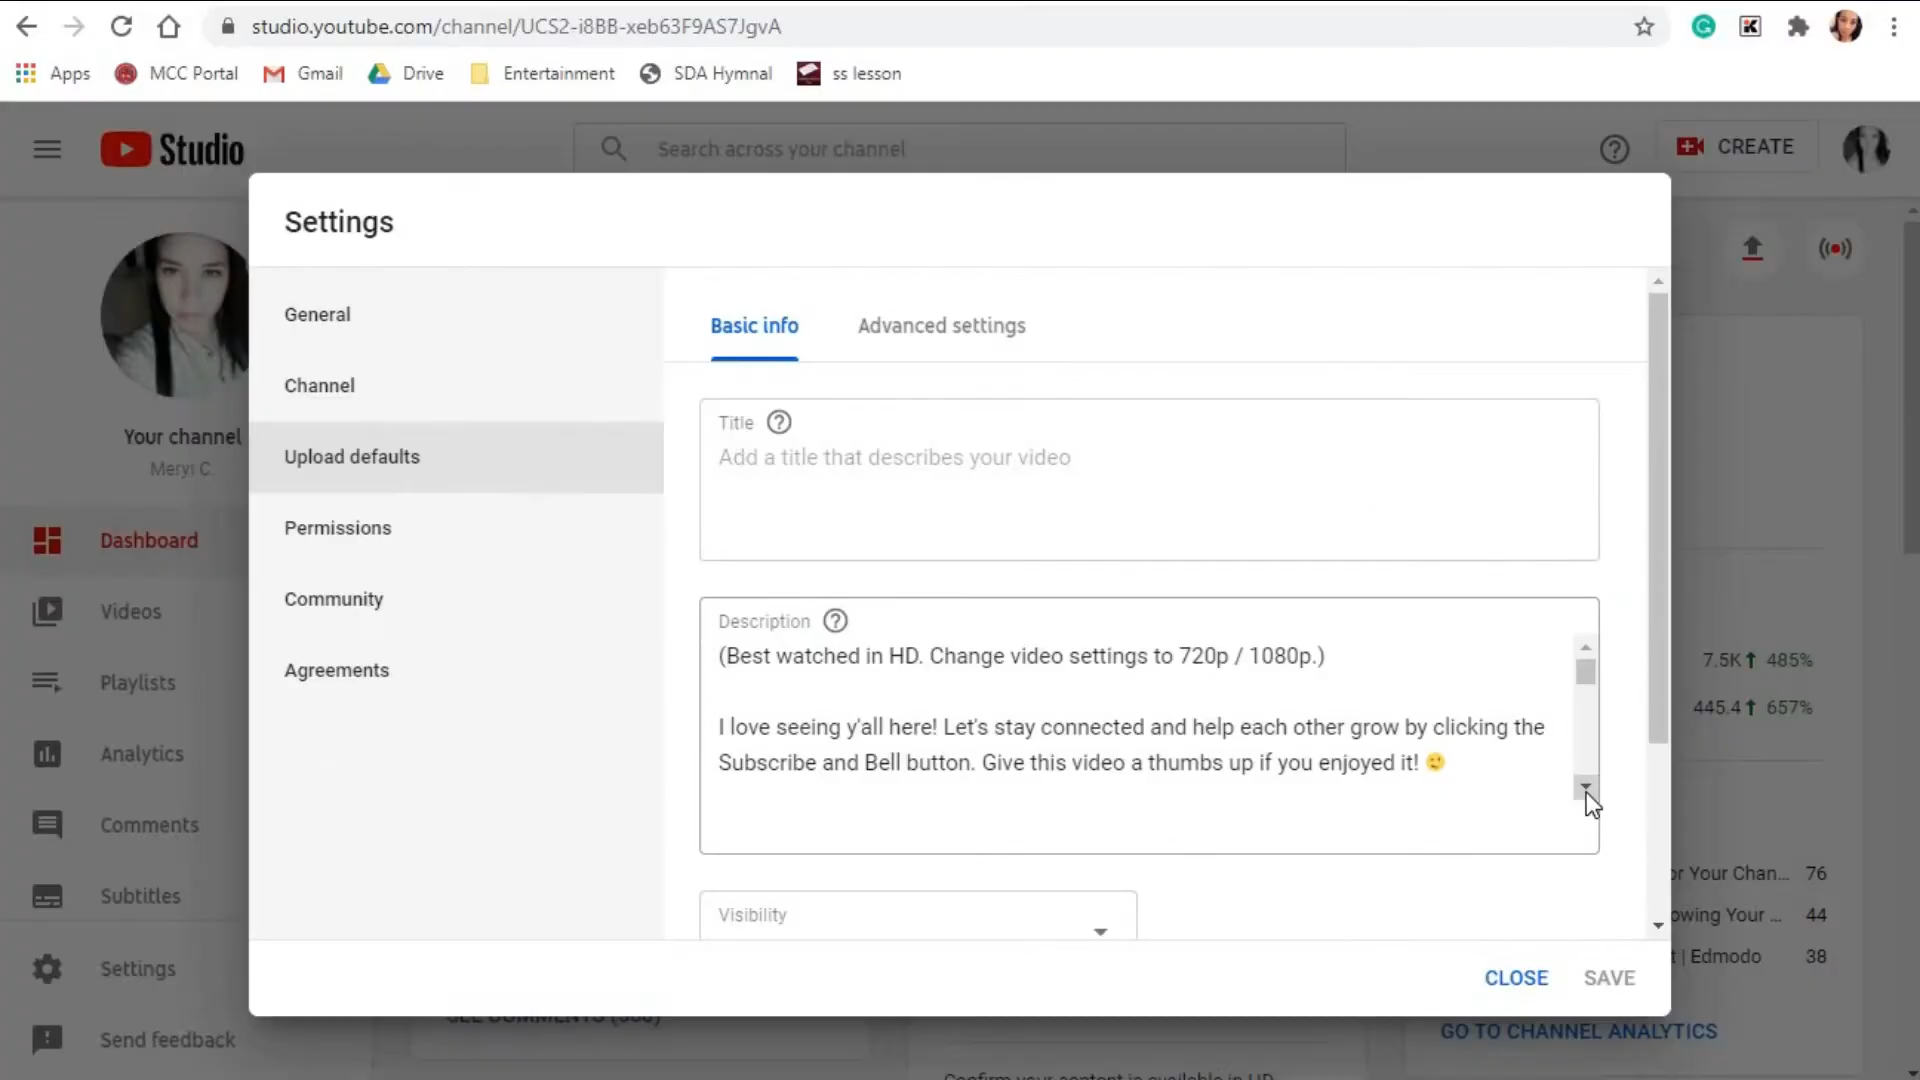 studio.youtube.com/channel/UCS2-i8BB-xeb63F9AS7JgvA
Apps MCC Portal Gmail Drive Entertainment SDA Hymnal ss lesson
Studio Search across your channel CREATE
Settings
General
Channel
Upload defaults
Permissions
Community
Agreements
Basic info Advanced settings
Title
Add a title that describes your video
Description
(Best watched in HD. Change video settings to 720p / 1080p.)
I love seeing y'all here! Let's stay connected and help each other grow by clicking the
Subscribe and Bell button. Give this video a thumbs up if you enjoyed it! 🙂
Visibility
CLOSE SAVE
Your channel
Meryl C.
Dashboard
Videos
Playlists
Analytics
Comments
Subtitles
Settings
Send feedback
7.5K 485%
445.4 657%
or Your Chan... 76
owing Your ... 44
t | Edmodo 38
GO TO CHANNEL ANALYTICS